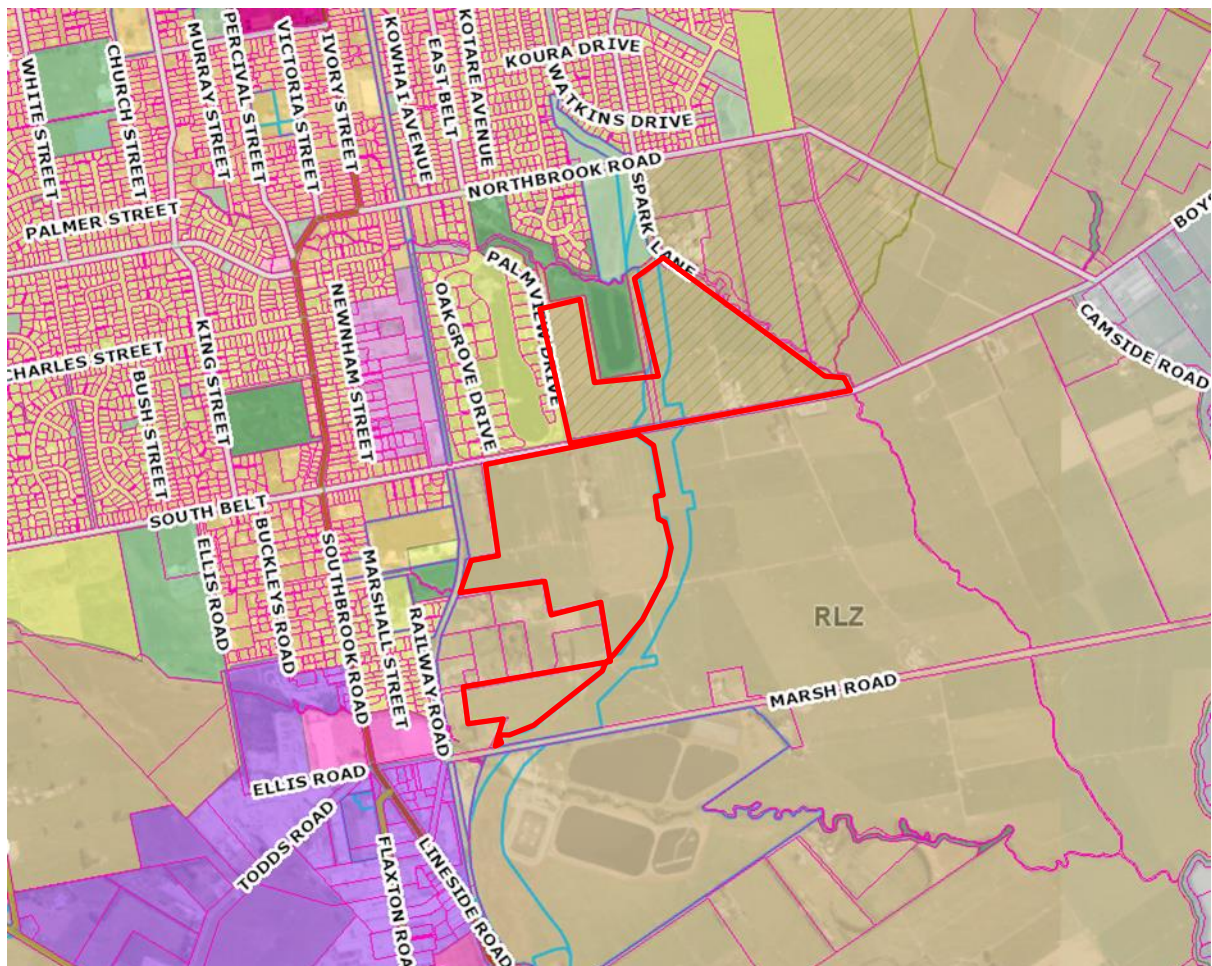 WHITE STREET
CHURCH STREET
MURRAY STREET
PERCIVAL STREET
VICTORIA STREET
IVORY STREET
KOWHAI AVENUE
EAST BELT
KOTARE AVENUE
KOURA DRIVE
WATKINS DRIVE
NORTHBROOK ROAD
SPARK LANE
PALMER STREET
BOYS
PALM VIEW DRIVE
OAKGROVE DRIVE
NEWNHAM STREET
KING STREET
CHARLES STREET
BUSH STREET
CAMSIDE ROAD
SOUTH BELT
ELLIS ROAD
BUCKLEYS ROAD
SOUTHBROOK ROAD
MARSHALL STREET
RAILWAY ROAD
RLZ
MARSH ROAD
ELLIS ROAD
TODDS ROAD
FLAXTON ROA
LINESIDE ROAD